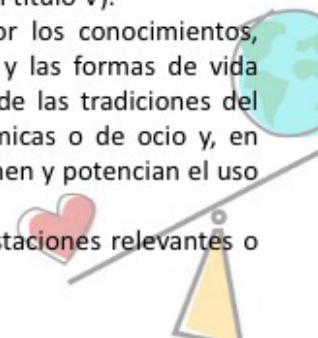 título V).
or los conocimientos,
y las formas de vida
de las tradiciones del
micas o de ocio y, en
nen y potencian el uso
staciones relevantes o